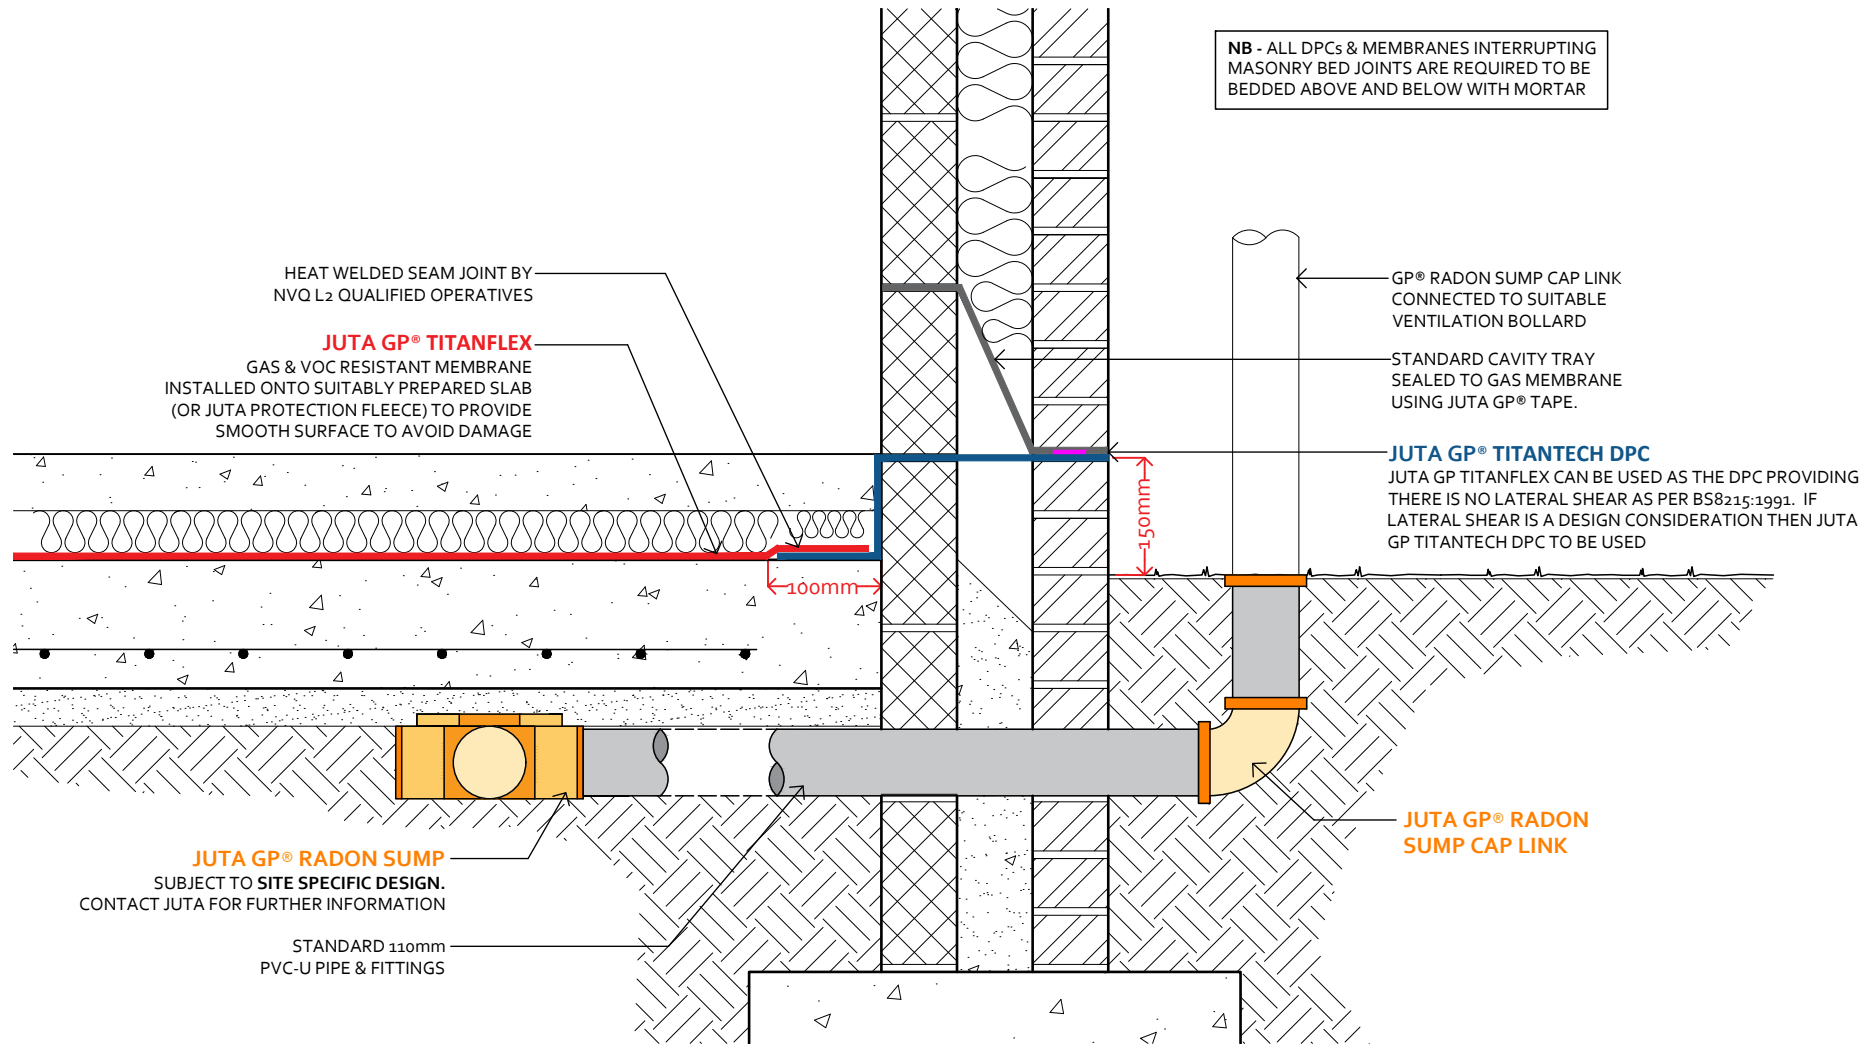 NB - ALL DPCs & MEMBRANES INTERRUPTING
MASONRY BED JOINTS ARE REQUIRED TO BE
BEDDED ABOVE AND BELOW WITH MORTAR
HEAT WELDED SEAM JOINT BY
NVQ L2 QUALIFIED OPERATIVES
JUTA GP® TITANFLEX
GAS & VOC RESISTANT MEMBRANE
INSTALLED ONTO SUITABLY PREPARED SLAB
(OR JUTA PROTECTION FLEECE) TO PROVIDE
SMOOTH SURFACE TO AVOID DAMAGE
GP® RADON SUMP CAP LINK
CONNECTED TO SUITABLE
VENTILATION BOLLARD
STANDARD CAVITY TRAY
SEALED TO GAS MEMBRANE
USING JUTA GP® TAPE.
JUTA GP® TITANTECH DPC
JUTA GP TITANFLEX CAN BE USED AS THE DPC PROVIDING
THERE IS NO LATERAL SHEAR AS PER BS8215:1991. IF
LATERAL SHEAR IS A DESIGN CONSIDERATION THEN JUTA
GP TITANTECH DPC TO BE USED
150mm
100mm
JUTA GP® RADON SUMP
SUBJECT TO SITE SPECIFIC DESIGN.
CONTACT JUTA FOR FURTHER INFORMATION
STANDARD 110mm
PVC-U PIPE & FITTINGS
JUTA GP® RADON
SUMP CAP LINK